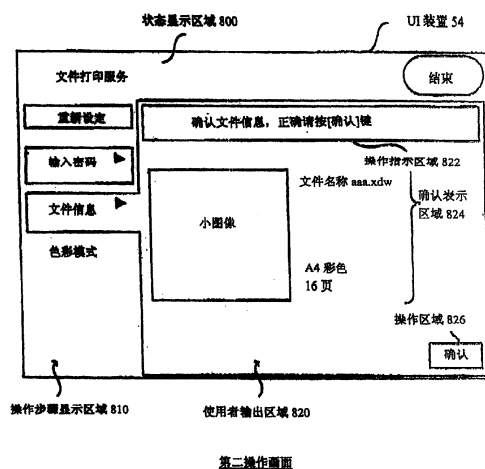 状态显示区域 800
UI 装置 54
文件打印服务
结束
重新设定
确认文件信息，正确请按[确认]键
输入密码
操作指示区域 822
文件信息
文件名称 aaa.xdw
确认表示
区域 824
小图像
色彩模式
A4 彩色
16 页
操作区域 826
确认
操作步骤显示区域 810
使用者输出区域 820
第二操作画面